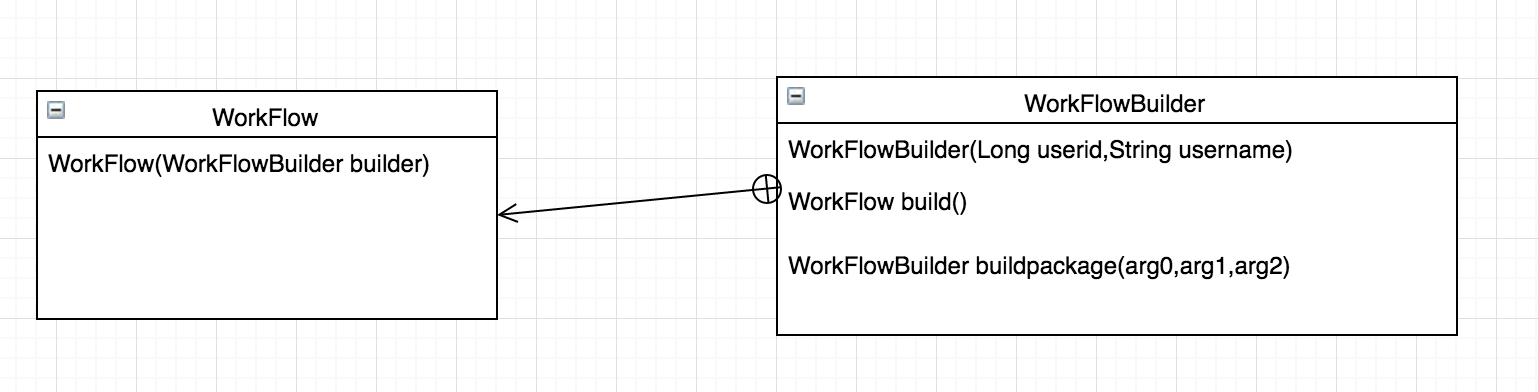 WorkFlow
WorkFlow(WorkFlowBuilder builder)
WorkFlowBuilder
WorkFlowBuilder(Long userid,String username)
WorkFlow build()
WorkFlowBuilder buildpackage(arg0,arg1,arg2)